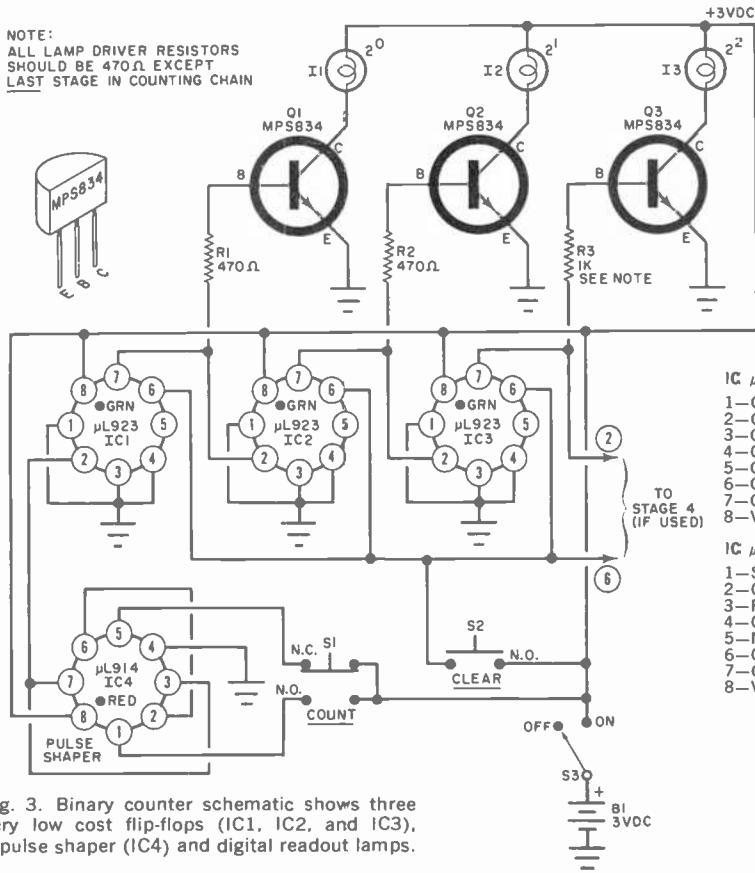 +3VDC
NOTE:
ALL LAMP DRIVER RESISTORS
SHOULD BE 470Ω EXCEPT
LAST STAGE IN COUNTING CHAIN
I1
2⁰
I2
2¹
I3
2²
Q1
MPS834
Q2
MPS834
Q3
MPS834
C
C
C
B
B
B
E
E
E
MPS834
E
B
C
R1
470Ω
R2
470Ω
R3
1K
SEE NOTE
8
7
6
1
GRN
5
μL923
IC1
2
3
4
8
7
6
1
GRN
5
μL923
IC2
2
3
4
8
7
6
1
GRN
5
μL923
IC3
2
3
4
2
TO
STAGE 4
(IF USED)
6
IC μ
1—G
2—C
3—C
4—G
5—C
6—C
7—C
8—V
IC μ
1—S
2—C
3—F
4—G
5—N
6—C
7—C
8—V
5
6
4
μL914
7
IC4
3
RED
8
2
1
PULSE
SHAPER
N.C.
S1
N.O.
COUNT
S2
N.O.
CLEAR
OFF
ON
S3
+
B1
3VDC
g. 3. Binary counter schematic shows three
ery low cost flip-flops (IC1, IC2, and IC3),
pulse shaper (IC4) and digital readout lamps.